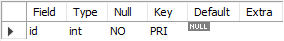 Field Type Null Key Default Extra
id int NO PRI NULL